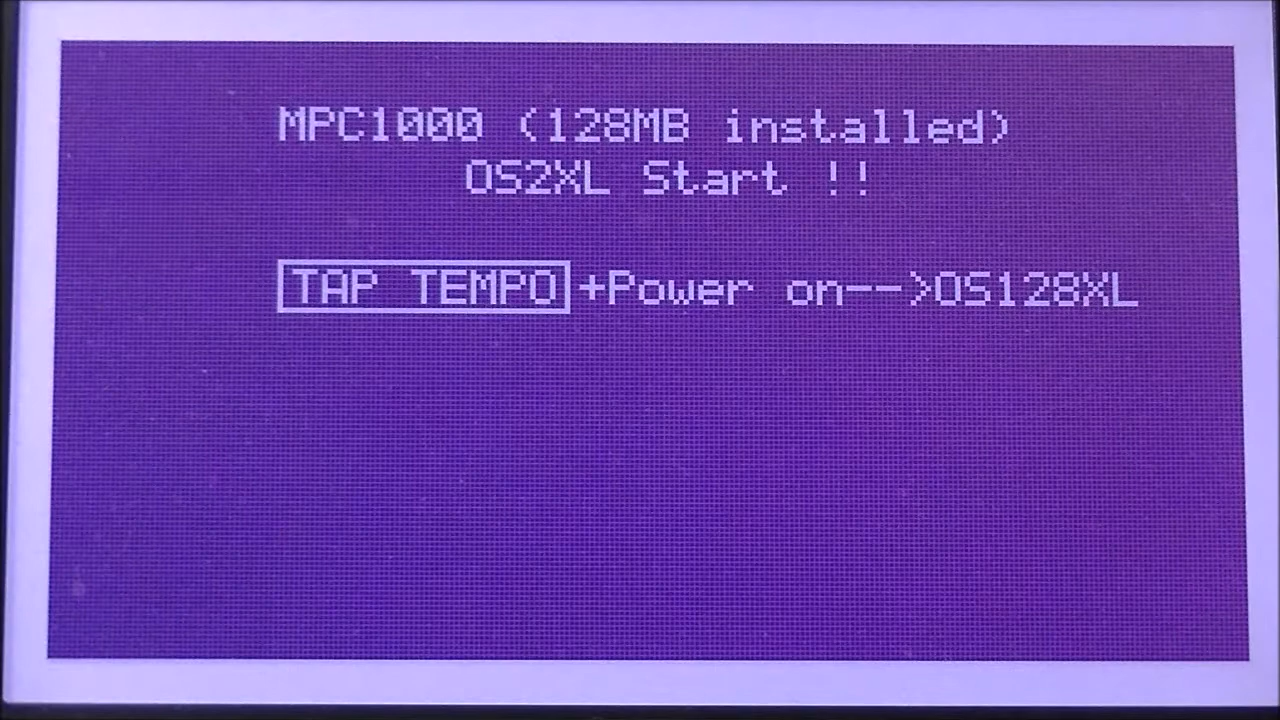 MPC1000 (128MB installed)
OS2XL Start !!
TAP TEMPO+Power on-->OS128XL